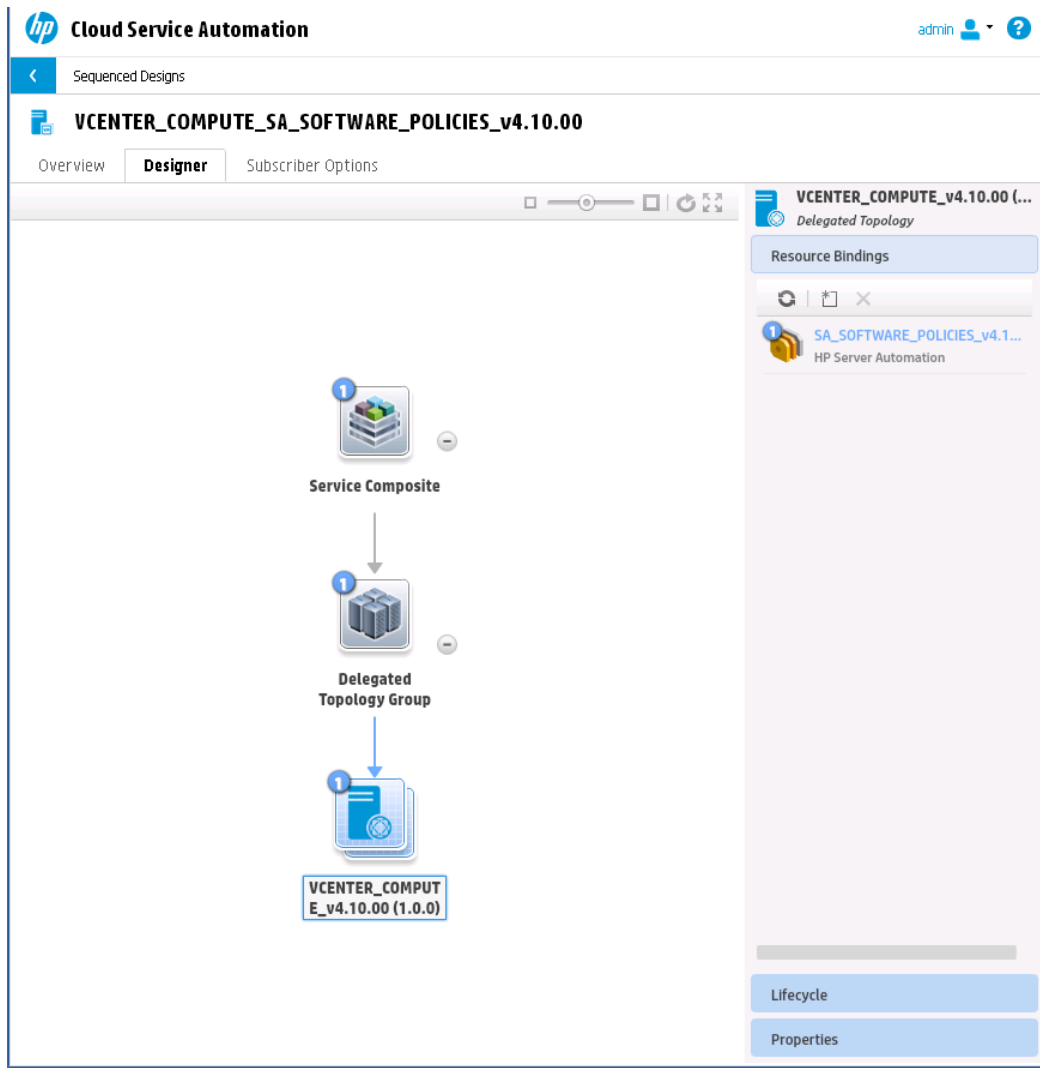 hp Cloud Service Automation
admin
?
Sequenced Designs
VCENTER_COMPUTE_SA_SOFTWARE_POLICIES_v4.10.00
Overview Designer Subscriber Options
VCENTER_COMPUTE_v4.10.00 (...
Delegated Topology
Resource Bindings
1
SA_SOFTWARE_POLICIES_v4.1...
HP Server Automation
1
Service Composite
1
Delegated
Topology Group
1
VCENTER_COMPUT
E_v4.10.00 (1.0.0)
Lifecycle
Properties